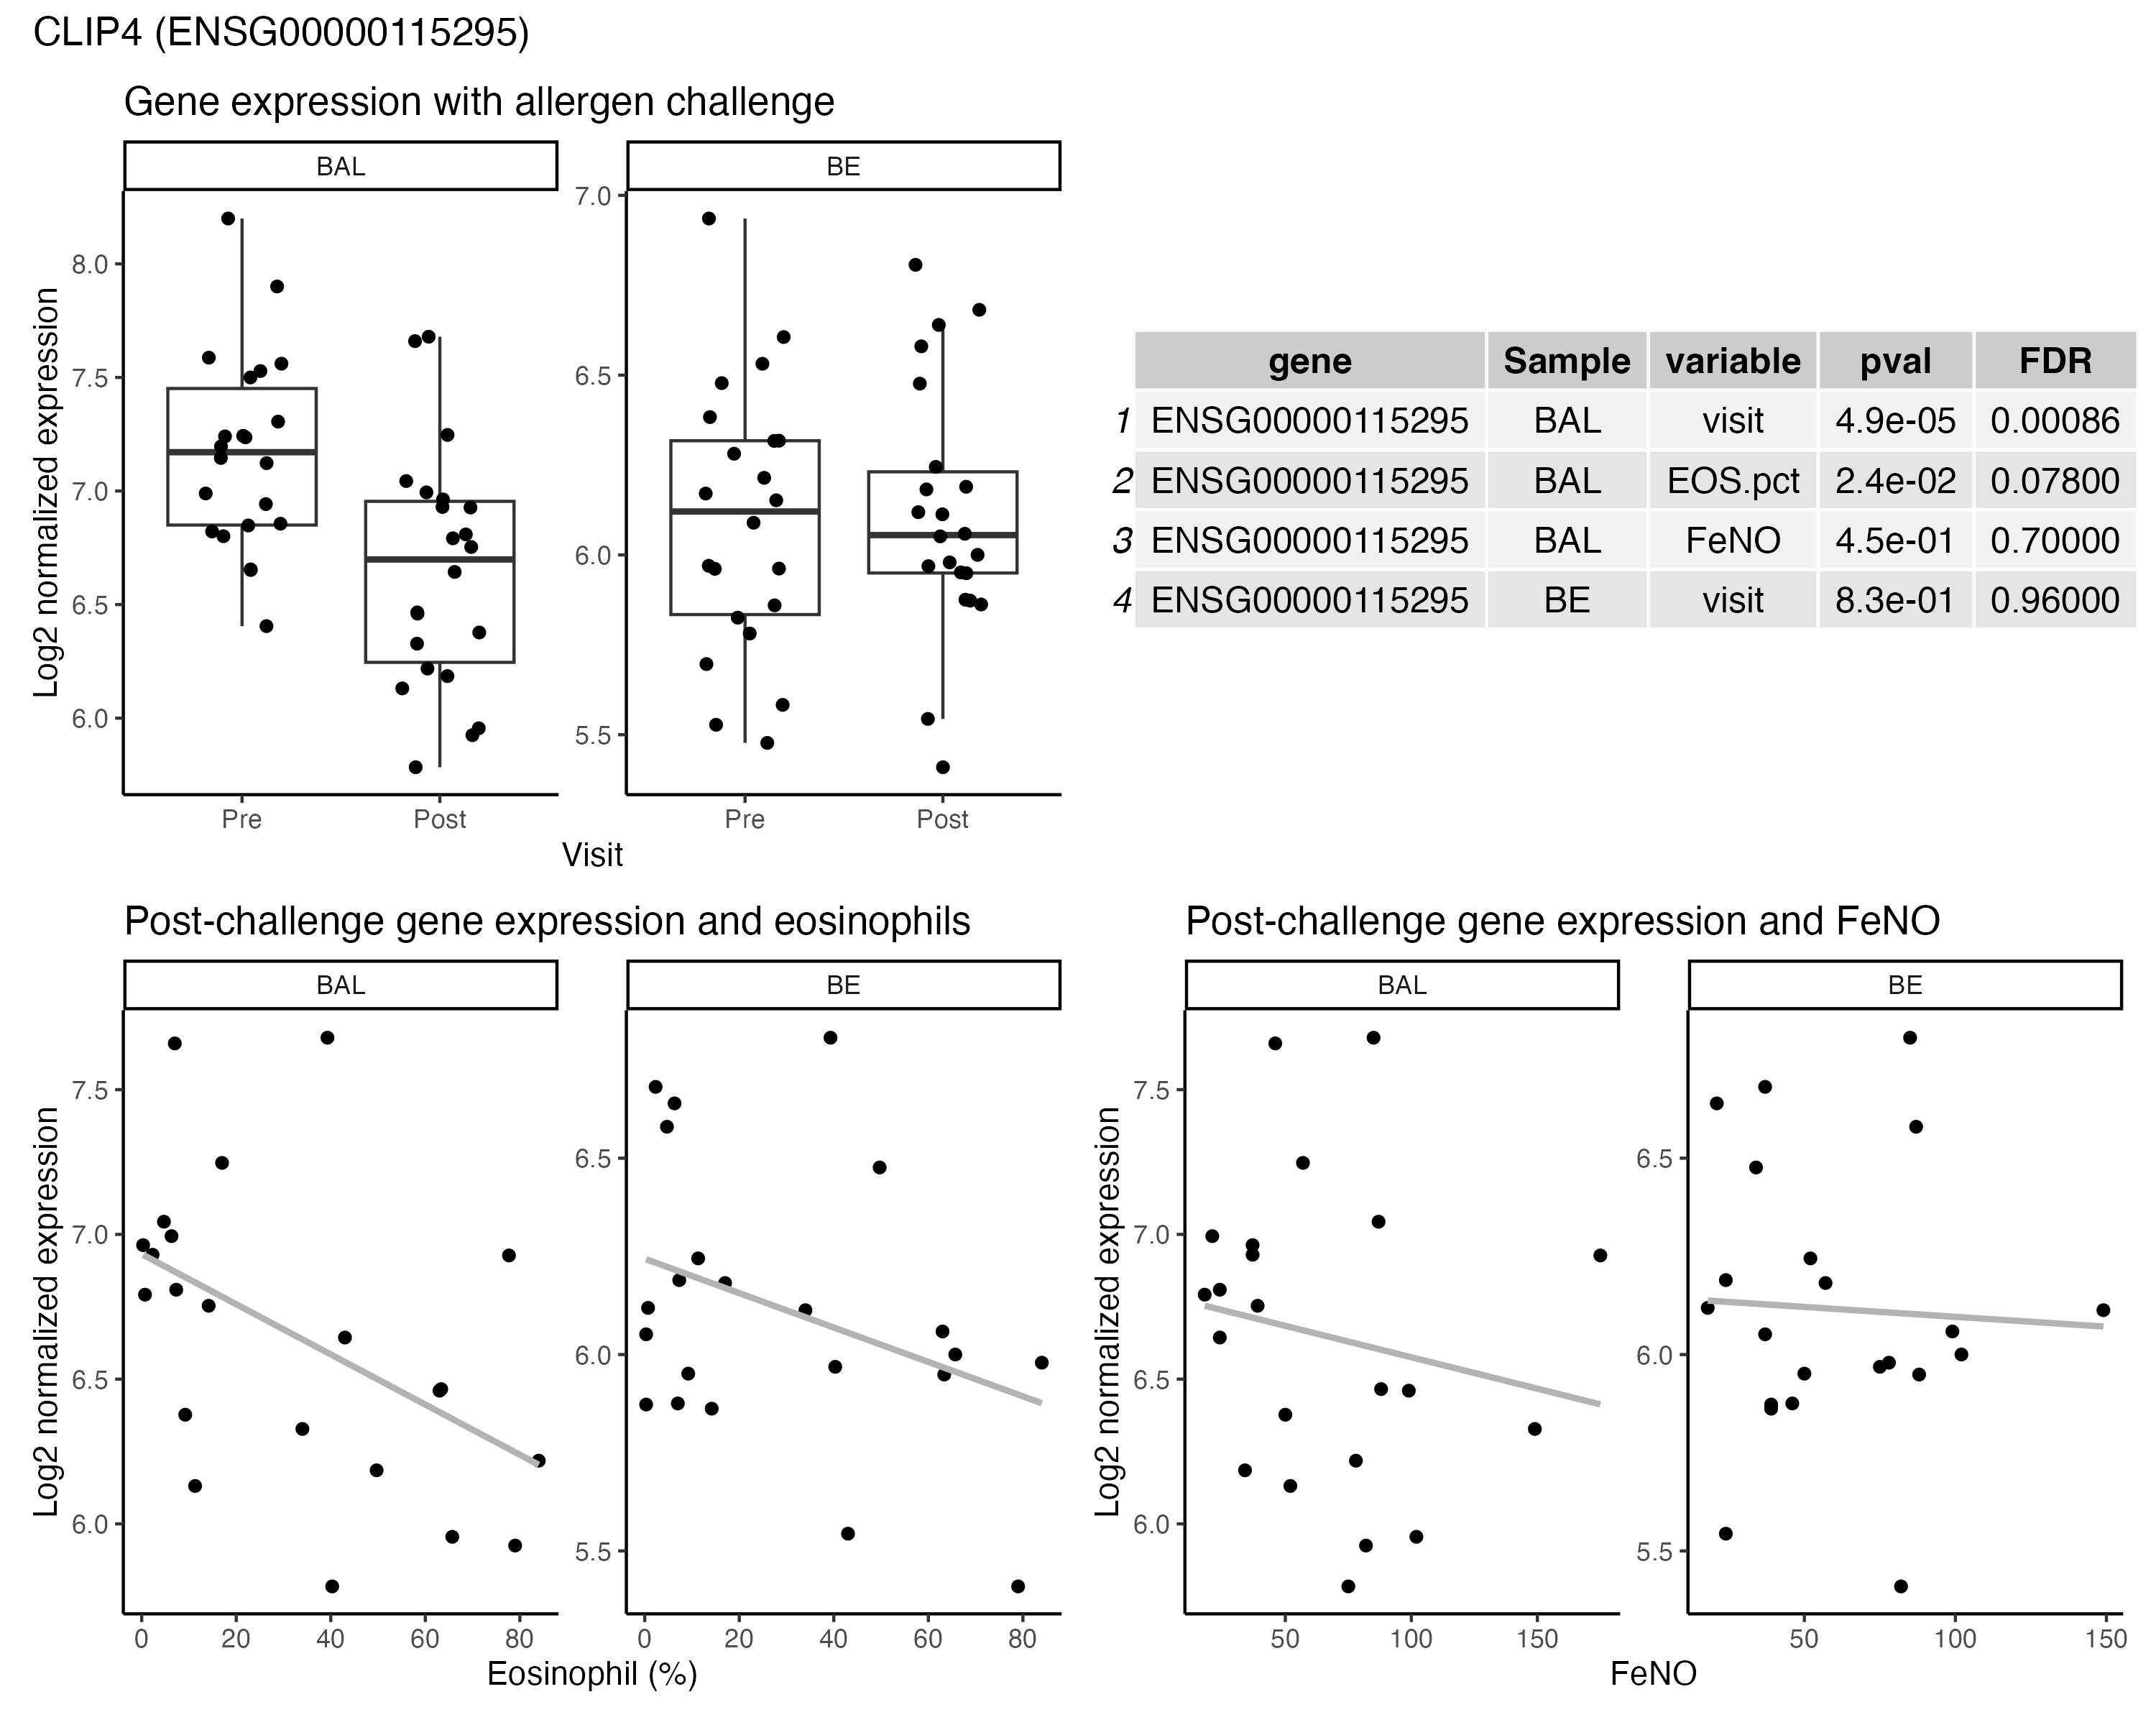 CLIP4 (ENSG00000115295)
Gene expression with allergen challenge
BAL
BE
Log2 normalized expression
8.0
7.5
7.0
6.5
6.0
7.0
6.5
6.0
5.5
Pre
Post
Pre
Post
Visit
gene Sample variable pval FDR
1 ENSG00000115295 BAL visit 4.9e-05 0.00086
2 ENSG00000115295 BAL EOS.pct 2.4e-02 0.07800
3 ENSG00000115295 BAL FeNO 4.5e-01 0.70000
4 ENSG00000115295 BE visit 8.3e-01 0.96000
Post-challenge gene expression and eosinophils
BAL
BE
Log2 normalized expression
7.5
7.0
6.5
6.0
6.5
6.0
5.5
0 20 40 60 80
0 20 40 60 80
Eosinophil (%)
Post-challenge gene expression and FeNO
BAL
BE
Log2 normalized expression
7.5
7.0
6.5
6.0
6.5
6.0
5.5
50 100 150
50 100 150
FeNO